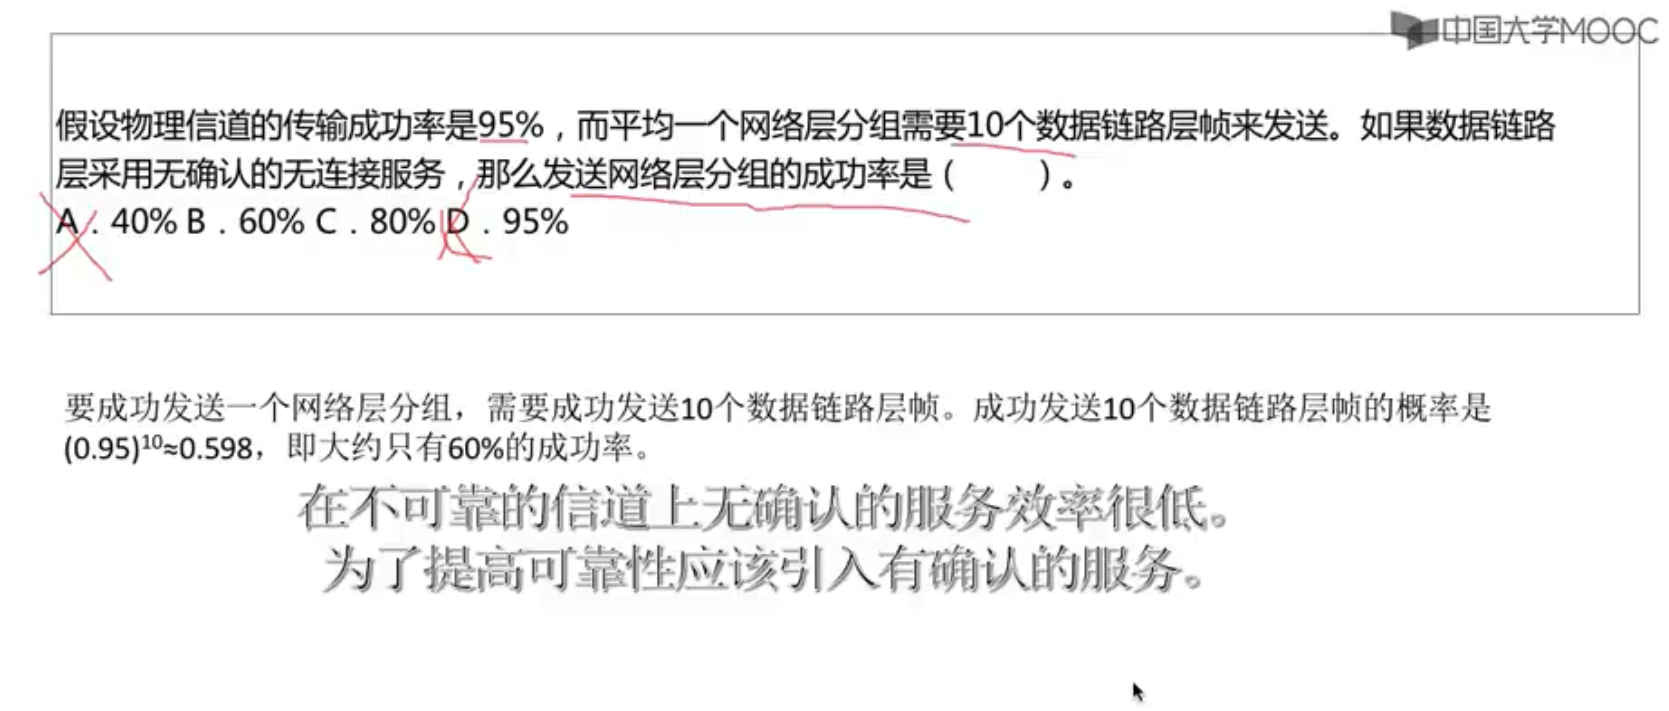 中国大学MOOC
假设物理信道的传输成功率是95%，而平均一个网络层分组需要10个数据链路层帧来发送。如果数据链路
层采用无确认的无连接服务，那么发送网络层分组的成功率是（　　）。
A．40% B．60% C．80% D．95%
要成功发送一个网络层分组，需要成功发送10个数据链路层帧。成功发送10个数据链路层帧的概率是
(0.95)¹⁰≈0.598，即大约只有60%的成功率。
在不可靠的信道上无确认的服务效率很低。
为了提高可靠性应该引入有确认的服务。